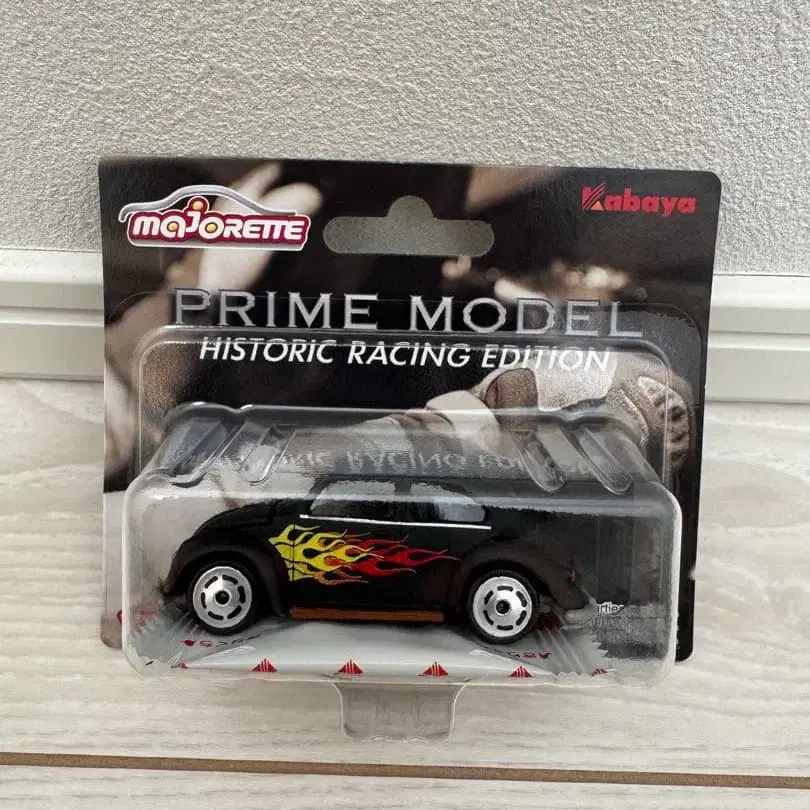 majorette
Kabaya
PRIME MODEL
HISTORIC RACING EDITION